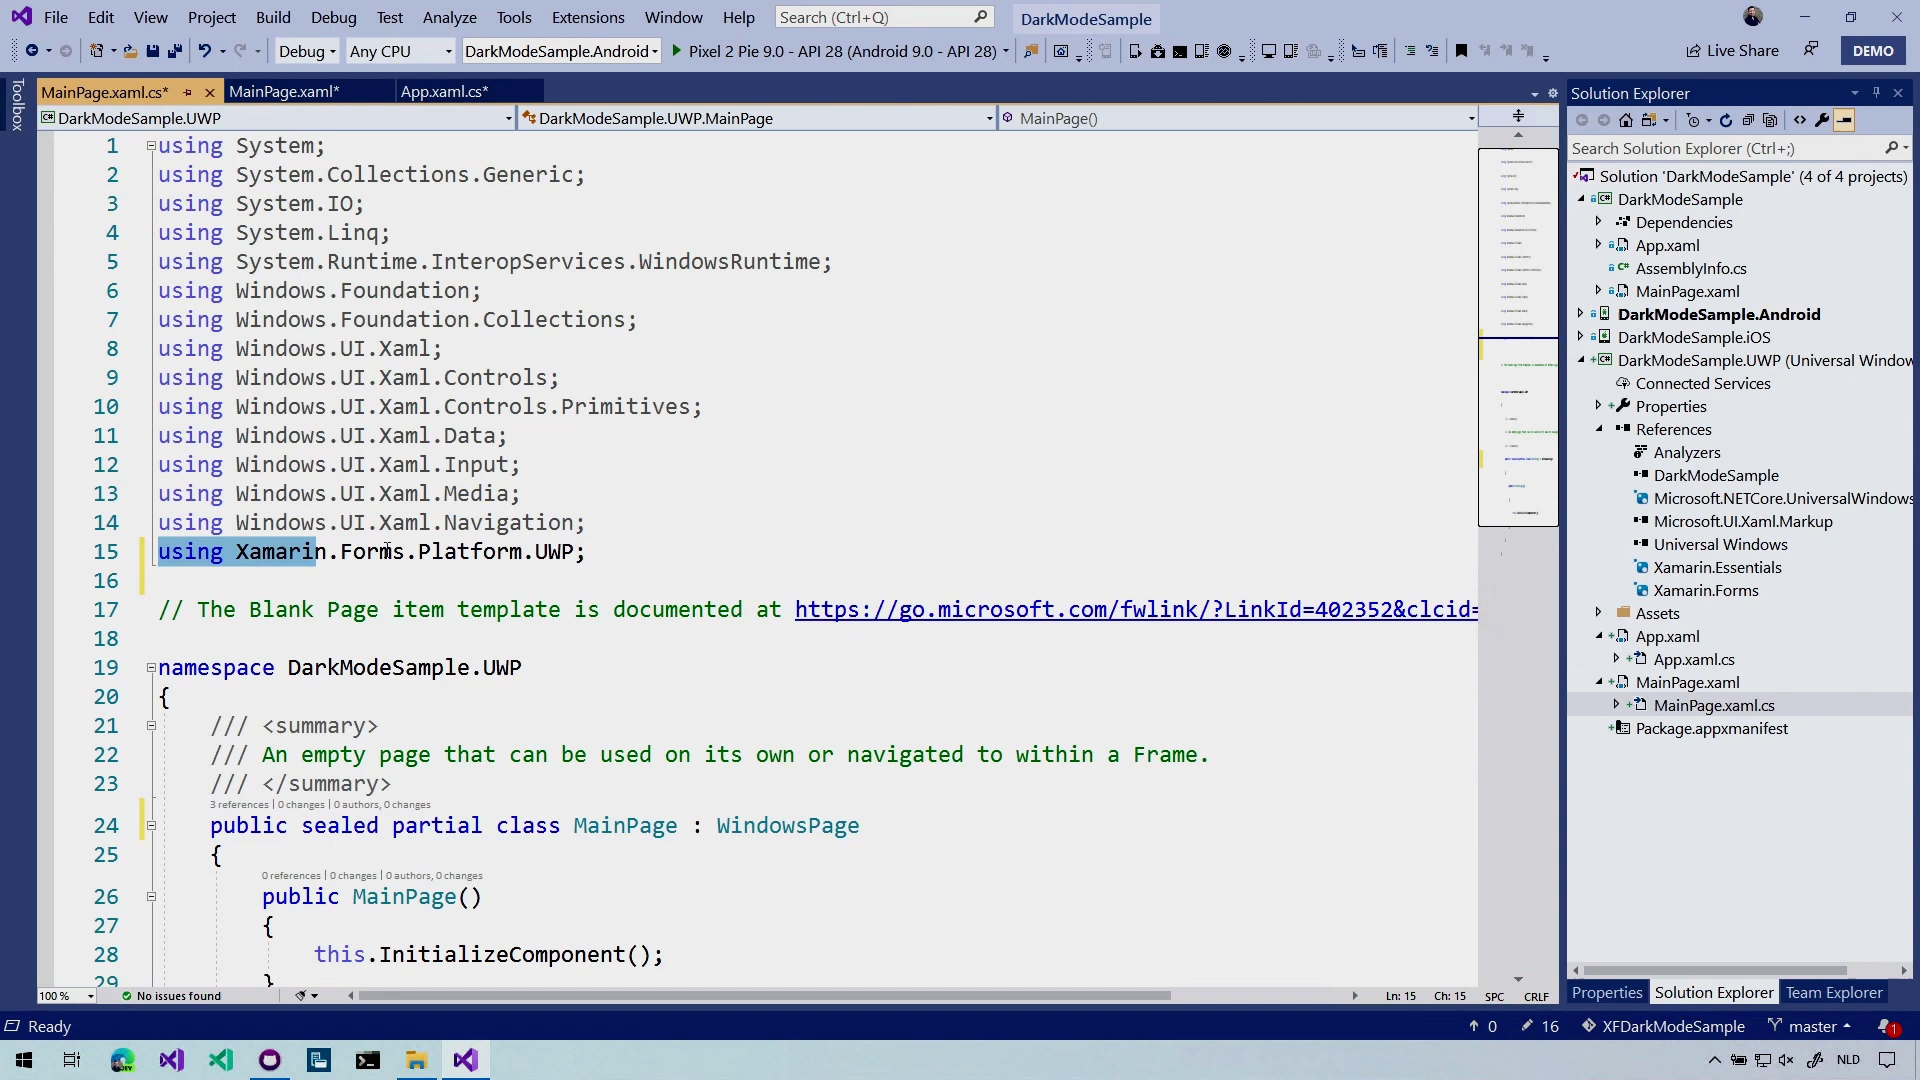 File Edit View Project Build Debug Test Analyze Tools Extensions Window Help Search (Ctrl+Q) DarkModeSample
Debug Any CPU DarkModeSample.Android Pixel 2 Pie 9.0 - API 28 (Android 9.0 - API 28) Live Share DEMO
Toolbox
MainPage.xaml.cs* MainPage.xaml* App.xaml.cs*
DarkModeSample.UWP DarkModeSample.UWP.MainPage MainPage()
1 using System;
2 using System.Collections.Generic;
3 using System.IO;
4 using System.Linq;
5 using System.Runtime.InteropServices.WindowsRuntime;
6 using Windows.Foundation;
7 using Windows.Foundation.Collections;
8 using Windows.UI.Xaml;
9 using Windows.UI.Xaml.Controls;
10 using Windows.UI.Xaml.Controls.Primitives;
11 using Windows.UI.Xaml.Data;
12 using Windows.UI.Xaml.Input;
13 using Windows.UI.Xaml.Media;
14 using Windows.UI.Xaml.Navigation;
15 using Xamarin.Forms.Platform.UWP;
16
17 // The Blank Page item template is documented at https://go.microsoft.com/fwlink/?LinkId=402352&clcid=
18
19 namespace DarkModeSample.UWP
20 {
21 /// <summary>
22 /// An empty page that can be used on its own or navigated to within a Frame.
23 /// </summary>
3 references | 0 changes | 0 authors, 0 changes
24 public sealed partial class MainPage : WindowsPage
25 {
0 references | 0 changes | 0 authors, 0 changes
26 public MainPage()
27 {
28 this.InitializeComponent();
29 }
100 % No issues found Ln: 15 Ch: 15 SPC CRLF
Solution Explorer
Search Solution Explorer (Ctrl+;)
Solution 'DarkModeSample' (4 of 4 projects)
DarkModeSample
Dependencies
App.xaml
AssemblyInfo.cs
MainPage.xaml
DarkModeSample.Android
DarkModeSample.iOS
DarkModeSample.UWP (Universal Window
Connected Services
Properties
References
Analyzers
DarkModeSample
Microsoft.NETCore.UniversalWindows
Microsoft.UI.Xaml.Markup
Universal Windows
Xamarin.Essentials
Xamarin.Forms
Assets
App.xaml
App.xaml.cs
MainPage.xaml
MainPage.xaml.cs
Package.appxmanifest
Properties Solution Explorer Team Explorer
Ready 0 16 XFDarkModeSample master 1
NLD